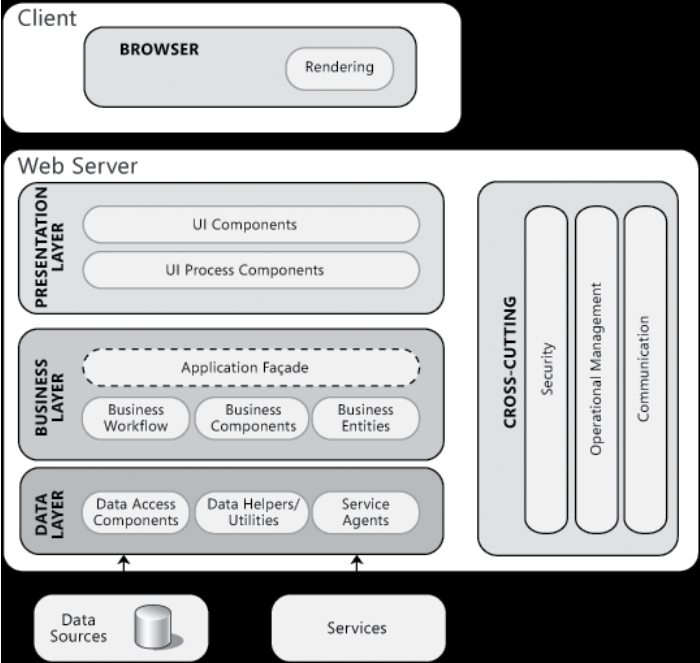 Client
BROWSER
Rendering
Web Server
PRESENTATION
LAYER
UI Components
UI Process Components
BUSINESS
LAYER
Application Façade
Business
Workflow
Business
Components
Business
Entities
DATA
LAYER
Data Access
Components
Data Helpers/
Utilities
Service
Agents
CROSS-CUTTING
Security
Operational Management
Communication
Data
Sources
Services